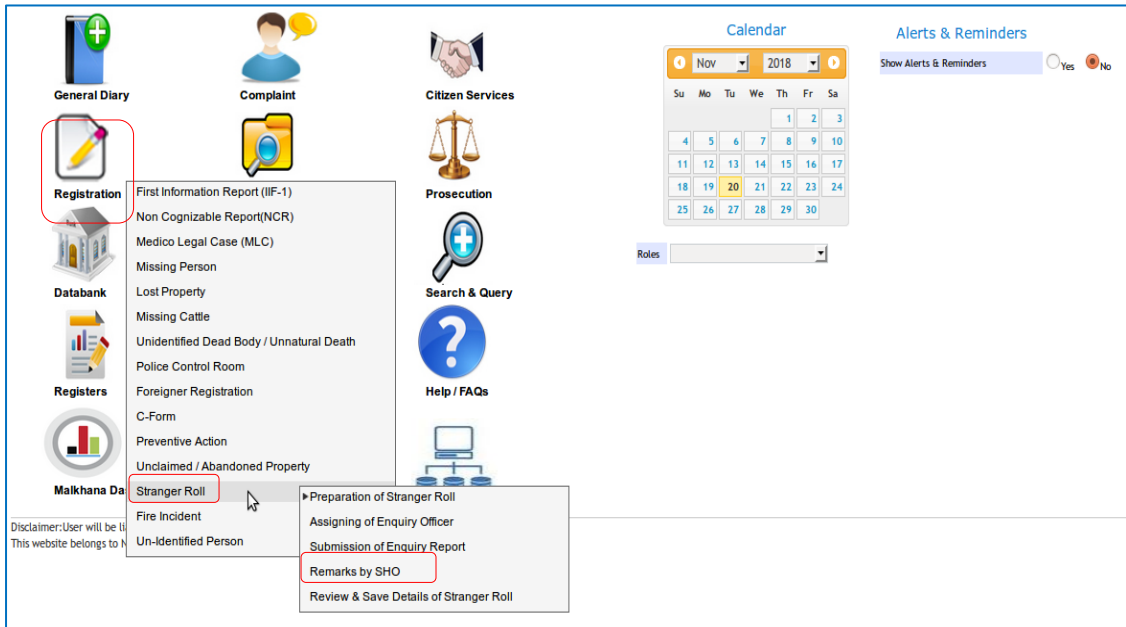 Calendar
Alerts & Reminders
Nov
2018
Show Alerts & Reminders
Yes
No
Su Mo Tu We Th Fr Sa
1 2 3
4 5 6 7 8 9 10
11 12 13 14 15 16 17
18 19 20 21 22 23 24
25 26 27 28 29 30
Roles
General Diary
Complaint
Citizen Services
Registration
Prosecution
Databank
Search & Query
Registers
Help / FAQs
Malkhana Da
First Information Report (IIF-1)
Non Cognizable Report(NCR)
Medico Legal Case (MLC)
Missing Person
Lost Property
Missing Cattle
Unidentified Dead Body / Unnatural Death
Police Control Room
Foreigner Registration
C-Form
Preventive Action
Unclaimed / Abandoned Property
Stranger Roll
Fire Incident
Un-Identified Person
Preparation of Stranger Roll
Assigning of Enquiry Officer
Submission of Enquiry Report
Remarks by SHO
Review & Save Details of Stranger Roll
Disclaimer:User will be li
This website belongs to N